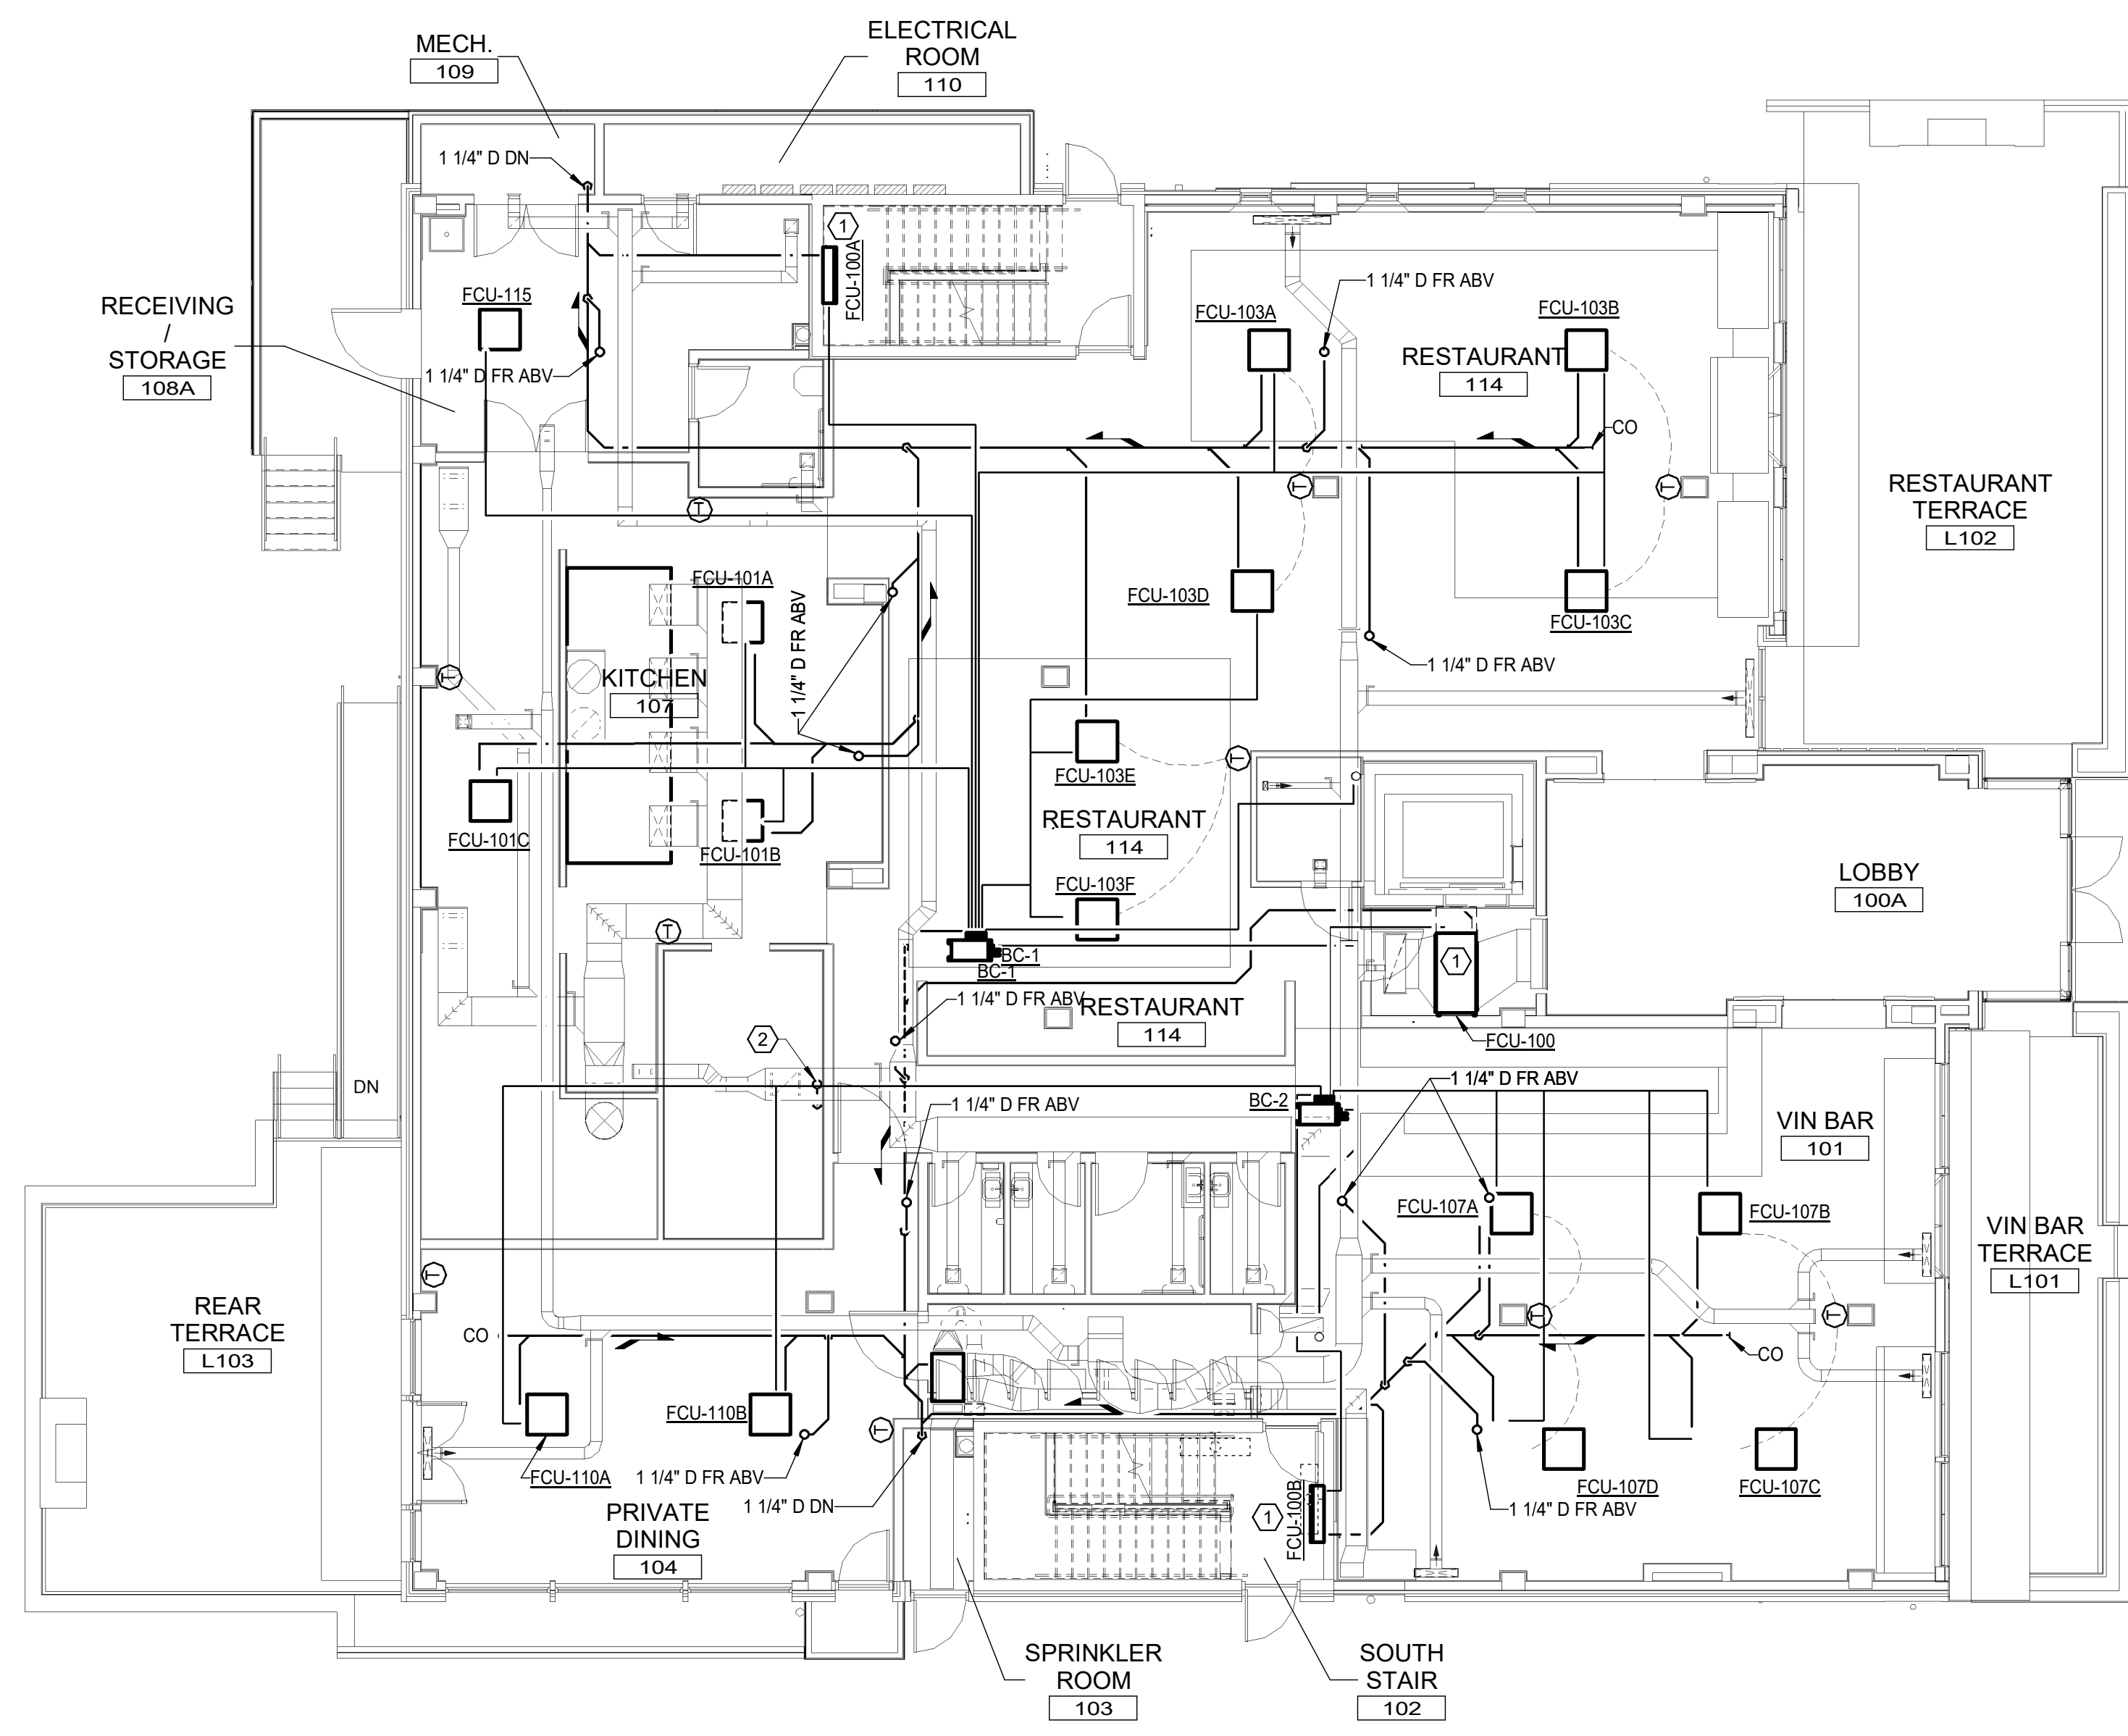 MECH.
109
ELECTRICAL
ROOM
110
1 1/4" D DN
1
FCU-100A
RECEIVING
/
STORAGE
108A
FCU-115
1 1/4" D FR ABV
FCU-103A
1 1/4" D FR ABV
FCU-103B
RESTAURANT
114
CO
T
T
T
RESTAURANT
TERRACE
L102
FCU-101A
1 1/4" D FR ABV
FCU-103D
FCU-103C
1 1/4" D FR ABV
T
KITCHEN
107
FCU-103E
T
FCU-101C
FCU-101B
RESTAURANT
114
FCU-103F
LOBBY
100A
T
BC-1
BC-1
1
1 1/4" D FR ABV
RESTAURANT
114
2
FCU-100
DN
1 1/4" D FR ABV
BC-2
1 1/4" D FR ABV
VIN BAR
101
FCU-107A
FCU-107B
VIN BAR
TERRACE
L101
T
REAR
TERRACE
L103
CO
T
T
CO
FCU-110B
T
FCU-110A
1 1/4" D FR ABV
1 1/4" D DN
FCU-107D
FCU-107C
1 1/4" D FR ABV
PRIVATE
DINING
104
1
FCU-100B
SPRINKLER
ROOM
103
SOUTH
STAIR
102